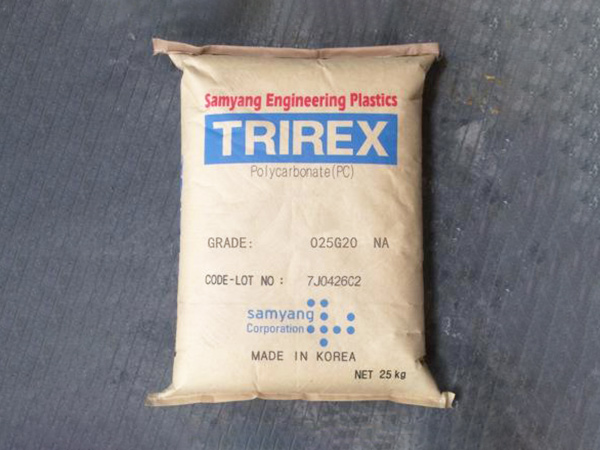 Samyang Engineering Plastics
TRIREX
Polycarbonate(PC)
GRADE: 025G20 NA
CODE-LOT NO : 7J0426C2
samyang
Corporation
MADE IN KOREA
NET 25 kg